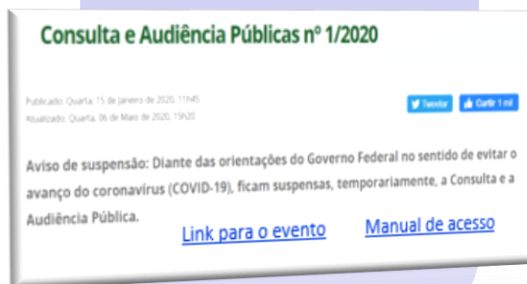 Consulta e Audiência Públicas nº 1/2020
Publicado: Quarta, 15 de Janeiro de 2020, 11h45
Atualizado: Quarta, 06 de Maio de 2020, 15h20
Tweetar Curtir 1 mil
Aviso de suspensão: Diante das orientações do Governo Federal no sentido de evitar o
avanço do coronavírus (COVID-19), ficam suspensas, temporariamente, a Consulta e a
Audiência Pública.
Link para o evento Manual de acesso